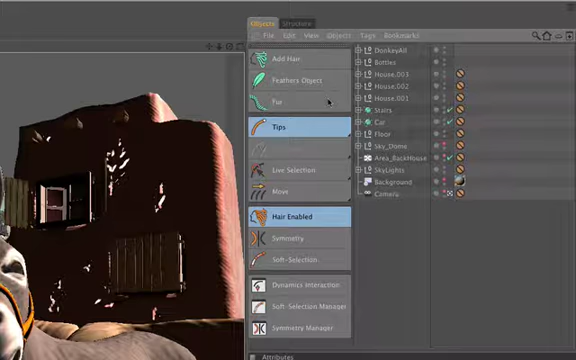 Objects Structure
File Edit View Objects Tags Bookmarks
Add Hair
Feathers Object
Fur
Tips
Live Selection
Move
Hair Enabled
Symmetry
Soft-Selection
Dynamics Interaction
Soft-Selection Manager
Symmetry Manager
DonkeyAll
Bottles
House.003
House.002
House.001
Stairs
Car
Floor
Sky_Dome
Area_BackHouse
SkyLights
Background
Camera
Attributes